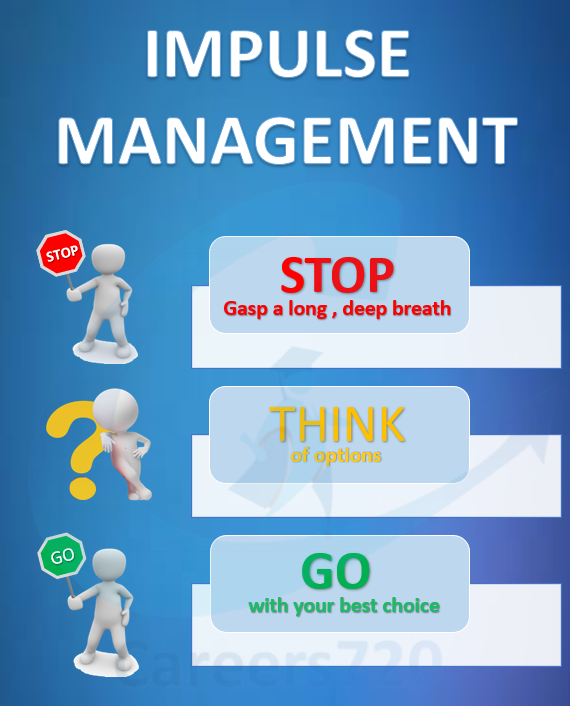 IMPULSE
MANAGEMENT
STOP
STOP
Gasp a long , deep breath
THINK
of options
GO
GO
with your best choice
Careers720